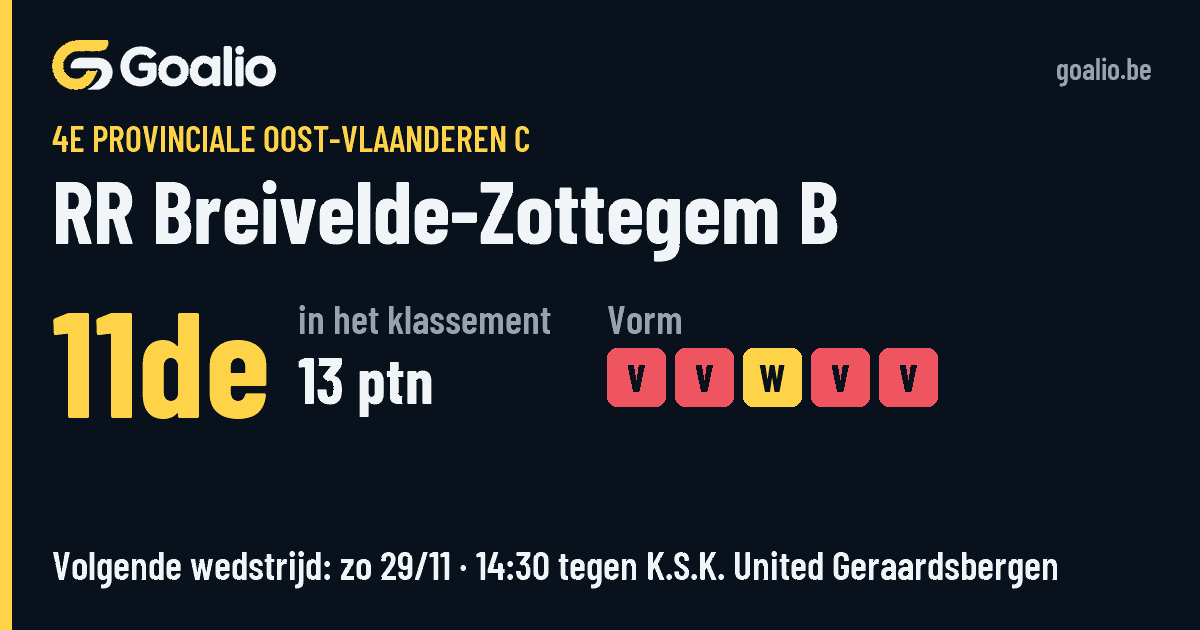 Goalio
goalio.be
4E PROVINCIALE OOST-VLAANDEREN C
RR Breivelde-Zottegem B
11de
in het klassement
13 ptn
Vorm
V V W V V
Volgende wedstrijd: zo 29/11 · 14:30 tegen K.S.K. United Geraardsbergen